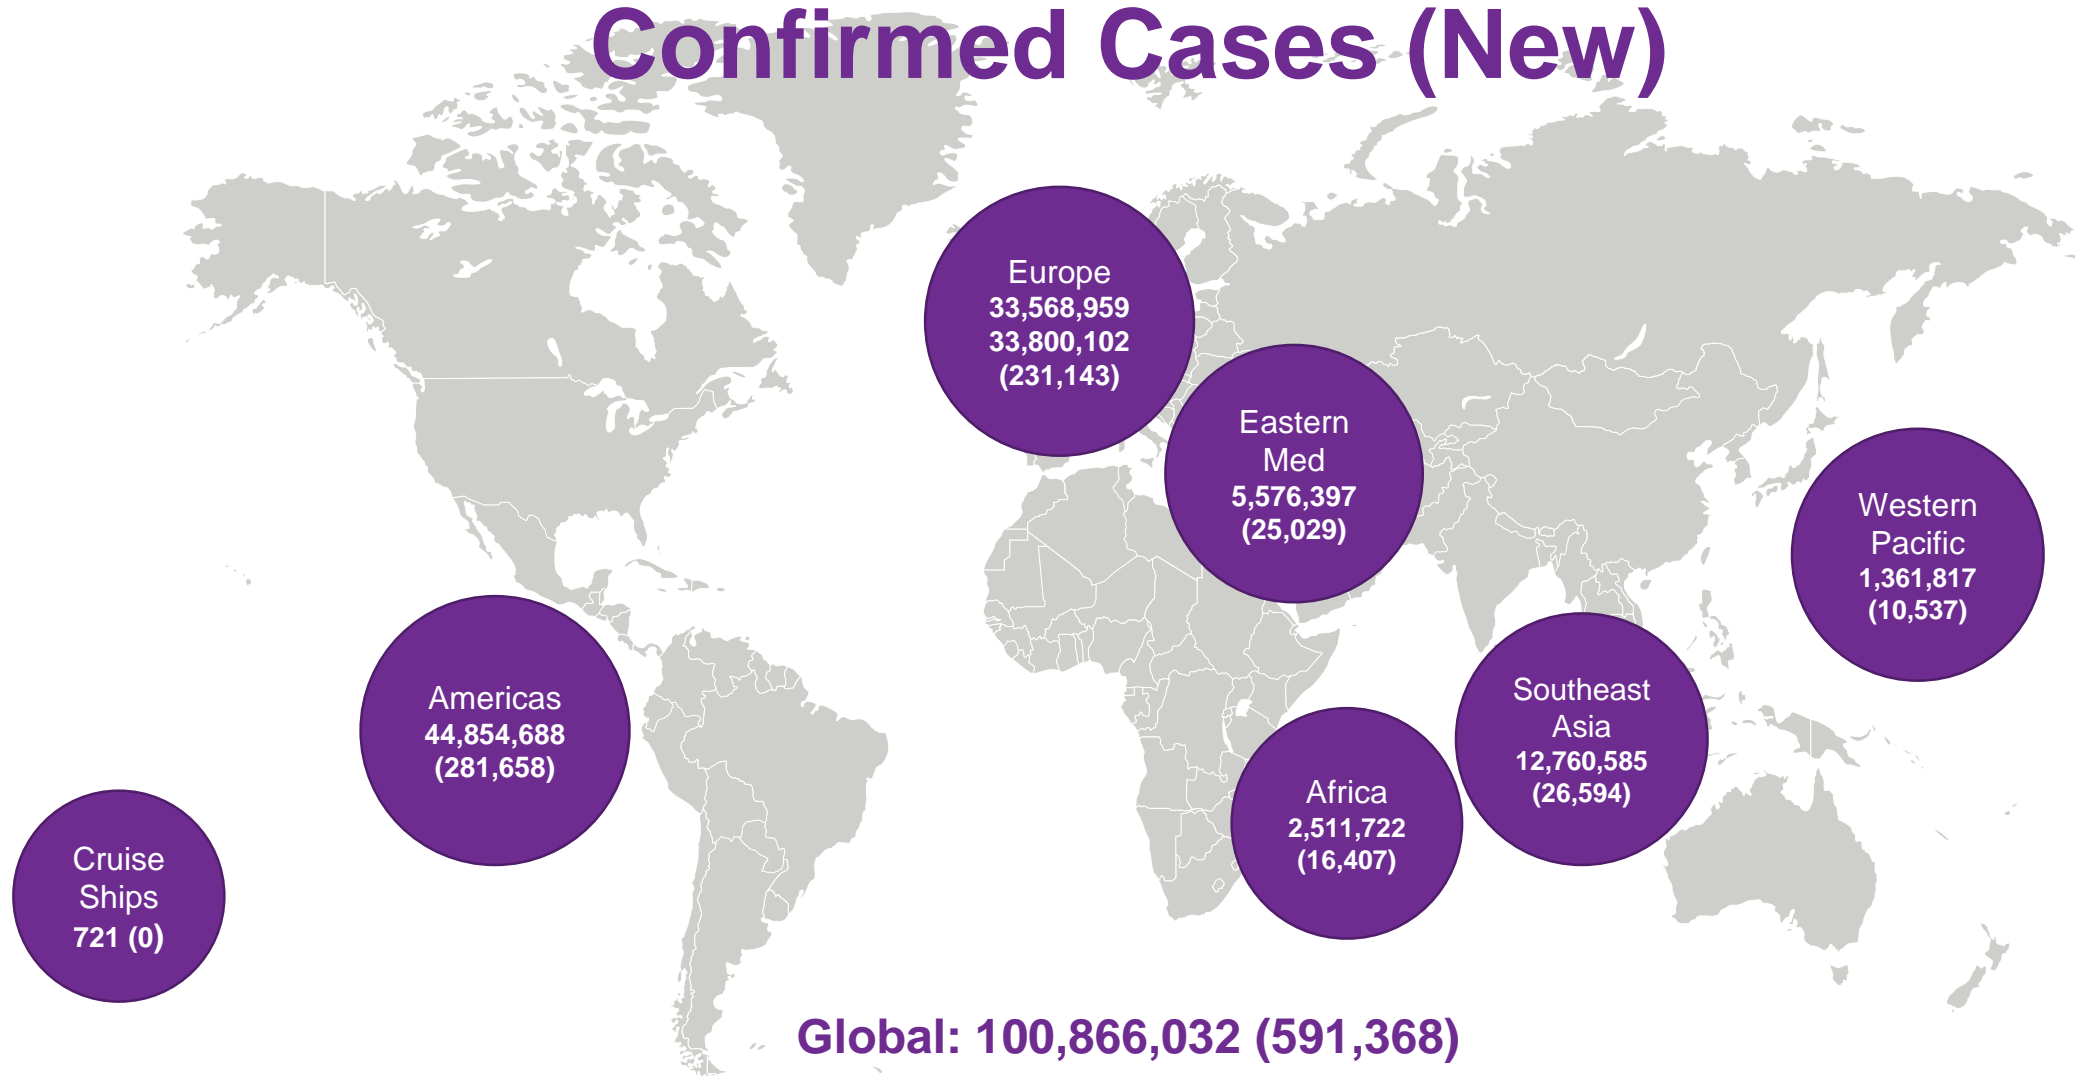 Confirmed Cases (New)
Europe
33,568,959
33,800,102
(231,143)
Eastern
Med
5,576,397
(25,029)
Western
Pacific
1,361,817
(10,537)
Americas
44,854,688
(281,658)
Southeast
Asia
12,760,585
(26,594)
Africa
2,511,722
(16,407)
Cruise
Ships
721 (0)
Global: 100,866,032 (591,368)